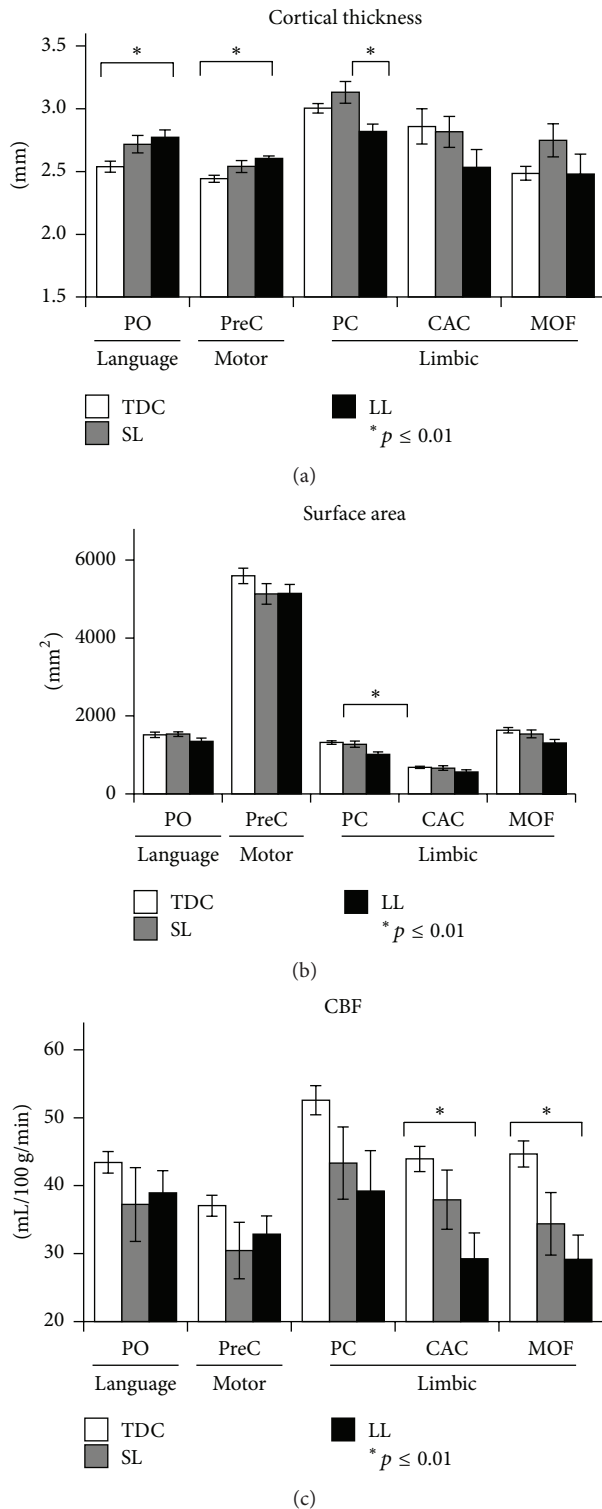 Cortical thickness
3.5
*
*
*
3.0
(mm)
2.5
2.0
1.5
PO
PreC
PC
CAC
MOF
Language
Motor
Limbic
TDC
LL
SL
* p ≤ 0.01
(a)
Surface area
6000
4000
(mm²)
*
2000
0
PO
PreC
PC
CAC
MOF
Language
Motor
Limbic
TDC
LL
SL
* p ≤ 0.01
(b)
CBF
60
50
*
*
(mL/100 g/min)
40
30
20
PO
PreC
PC
CAC
MOF
Language
Motor
Limbic
TDC
LL
SL
* p ≤ 0.01
(c)